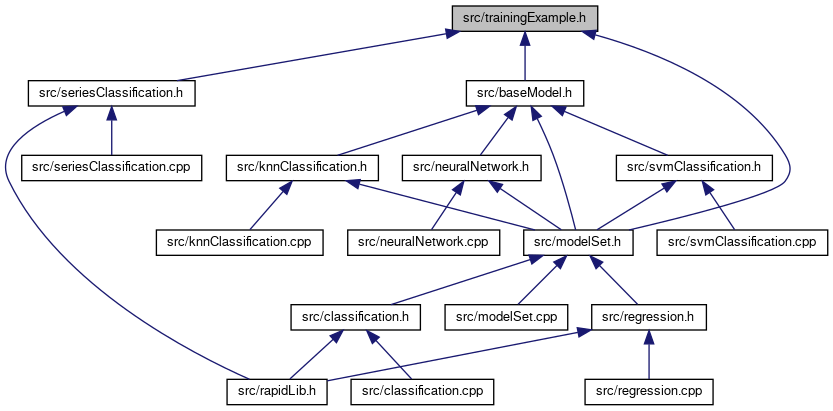 src/trainingExample.h
src/seriesClassification.h
src/baseModel.h
src/seriesClassification.cpp
src/knnClassification.h
src/neuralNetwork.h
src/svmClassification.h
src/knnClassification.cpp
src/neuralNetwork.cpp
src/modelSet.h
src/svmClassification.cpp
src/classification.h
src/modelSet.cpp
src/regression.h
src/rapidLib.h
src/classification.cpp
src/regression.cpp